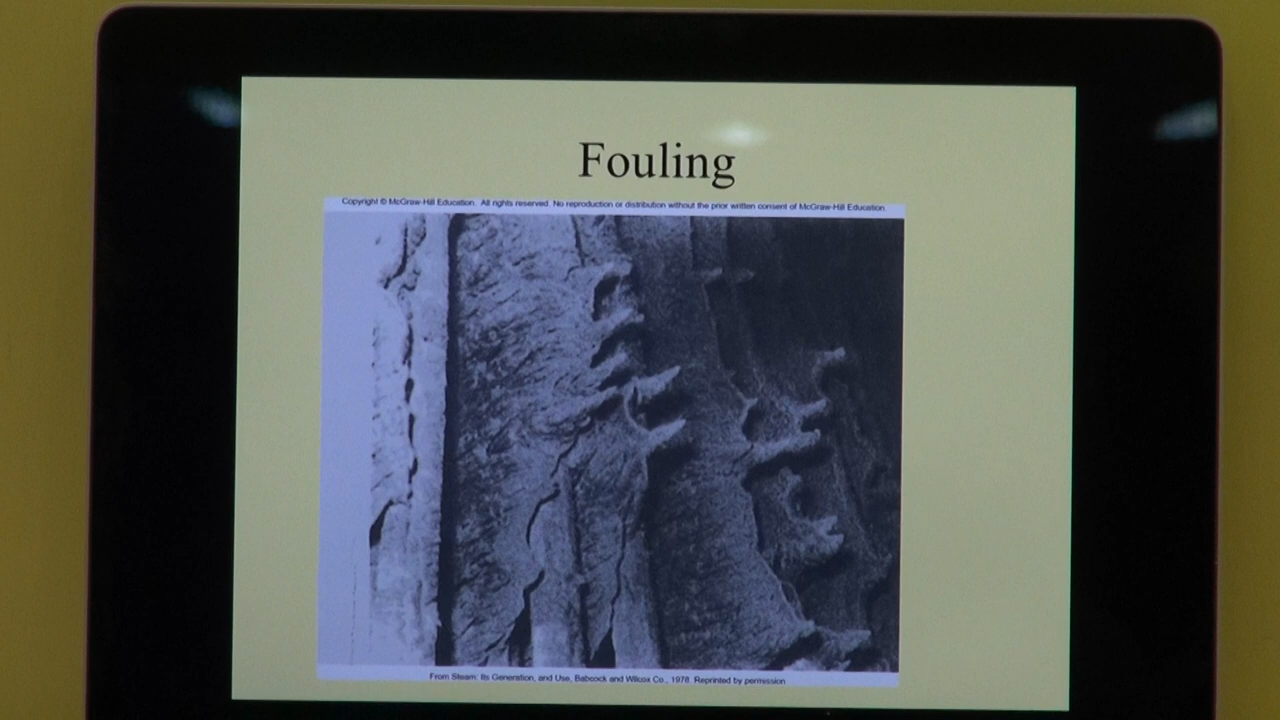 Fouling
Copyright © McGraw-Hill Education. All rights reserved. No reproduction or distribution without the prior written consent of McGraw-Hill Education.
From Steam: Its Generation, and Use, Babcock and Wilcox Co., 1978. Reprinted by permission